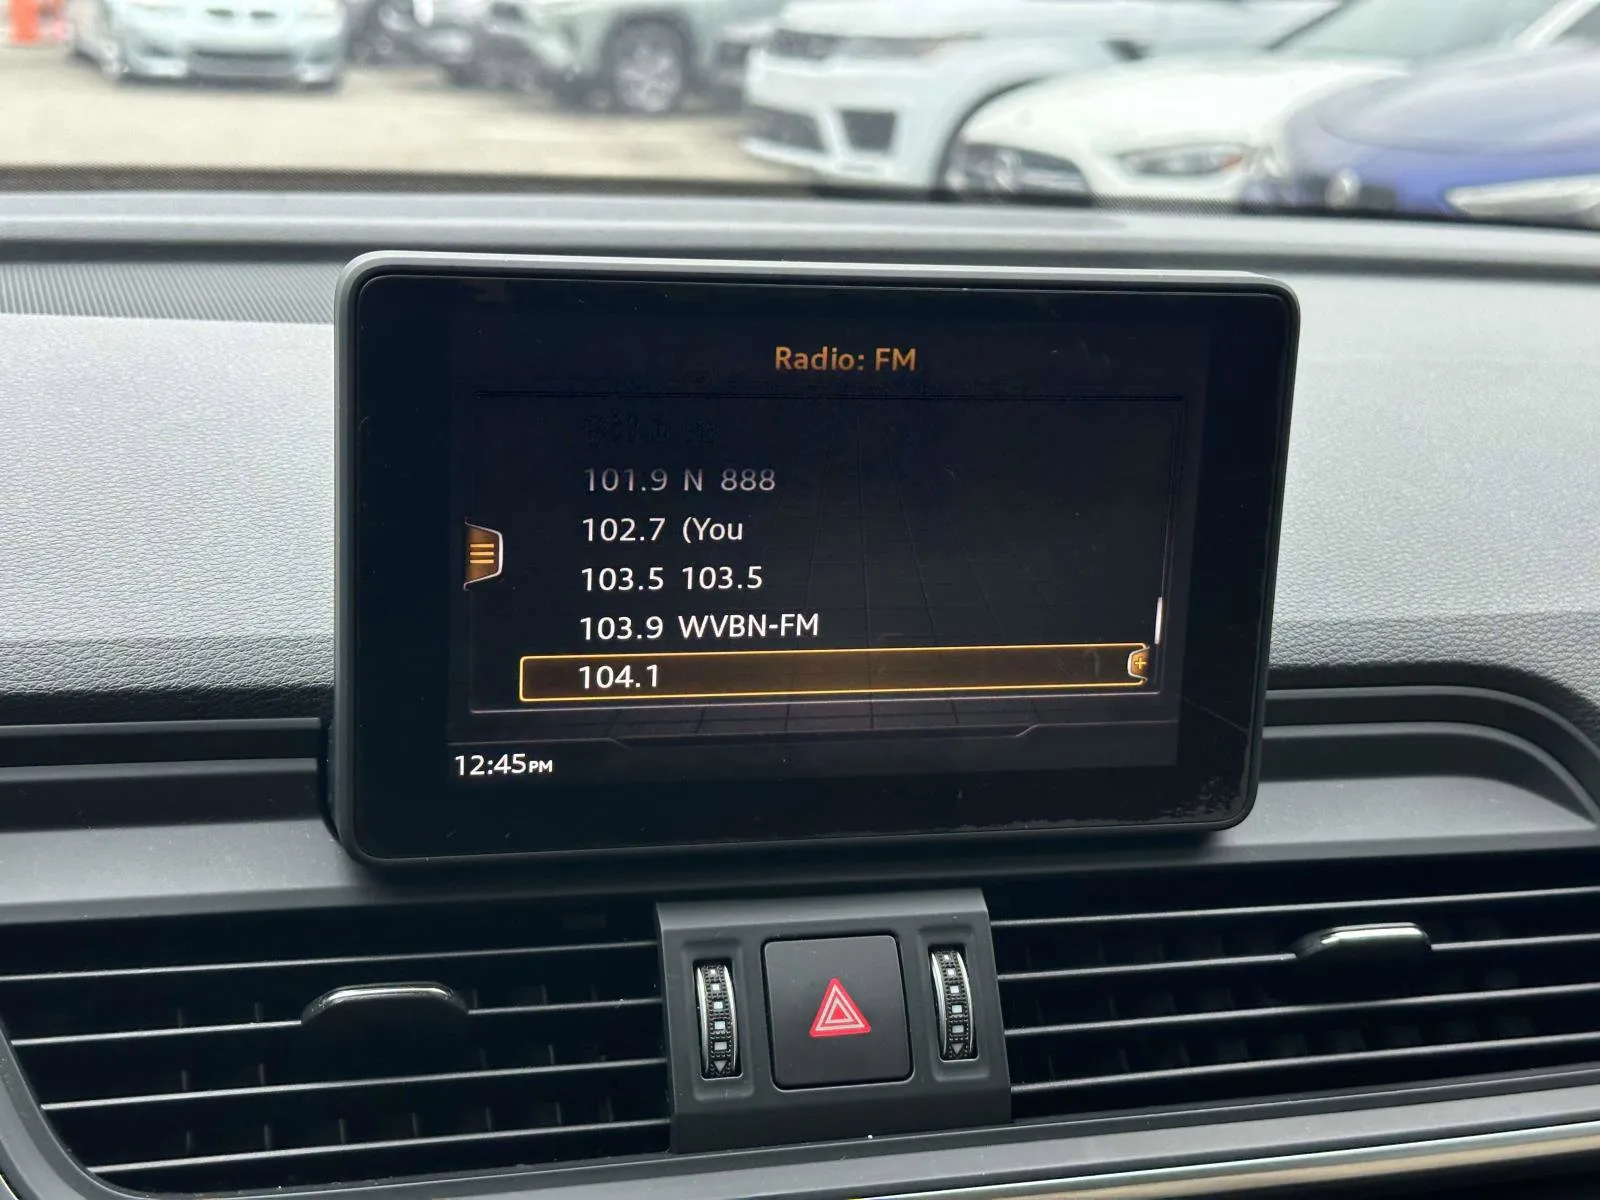 Radio: FM
101.9 N 888
102.7 (You
103.5 103.5
103.9 WVBN-FM
104.1
12:45PM